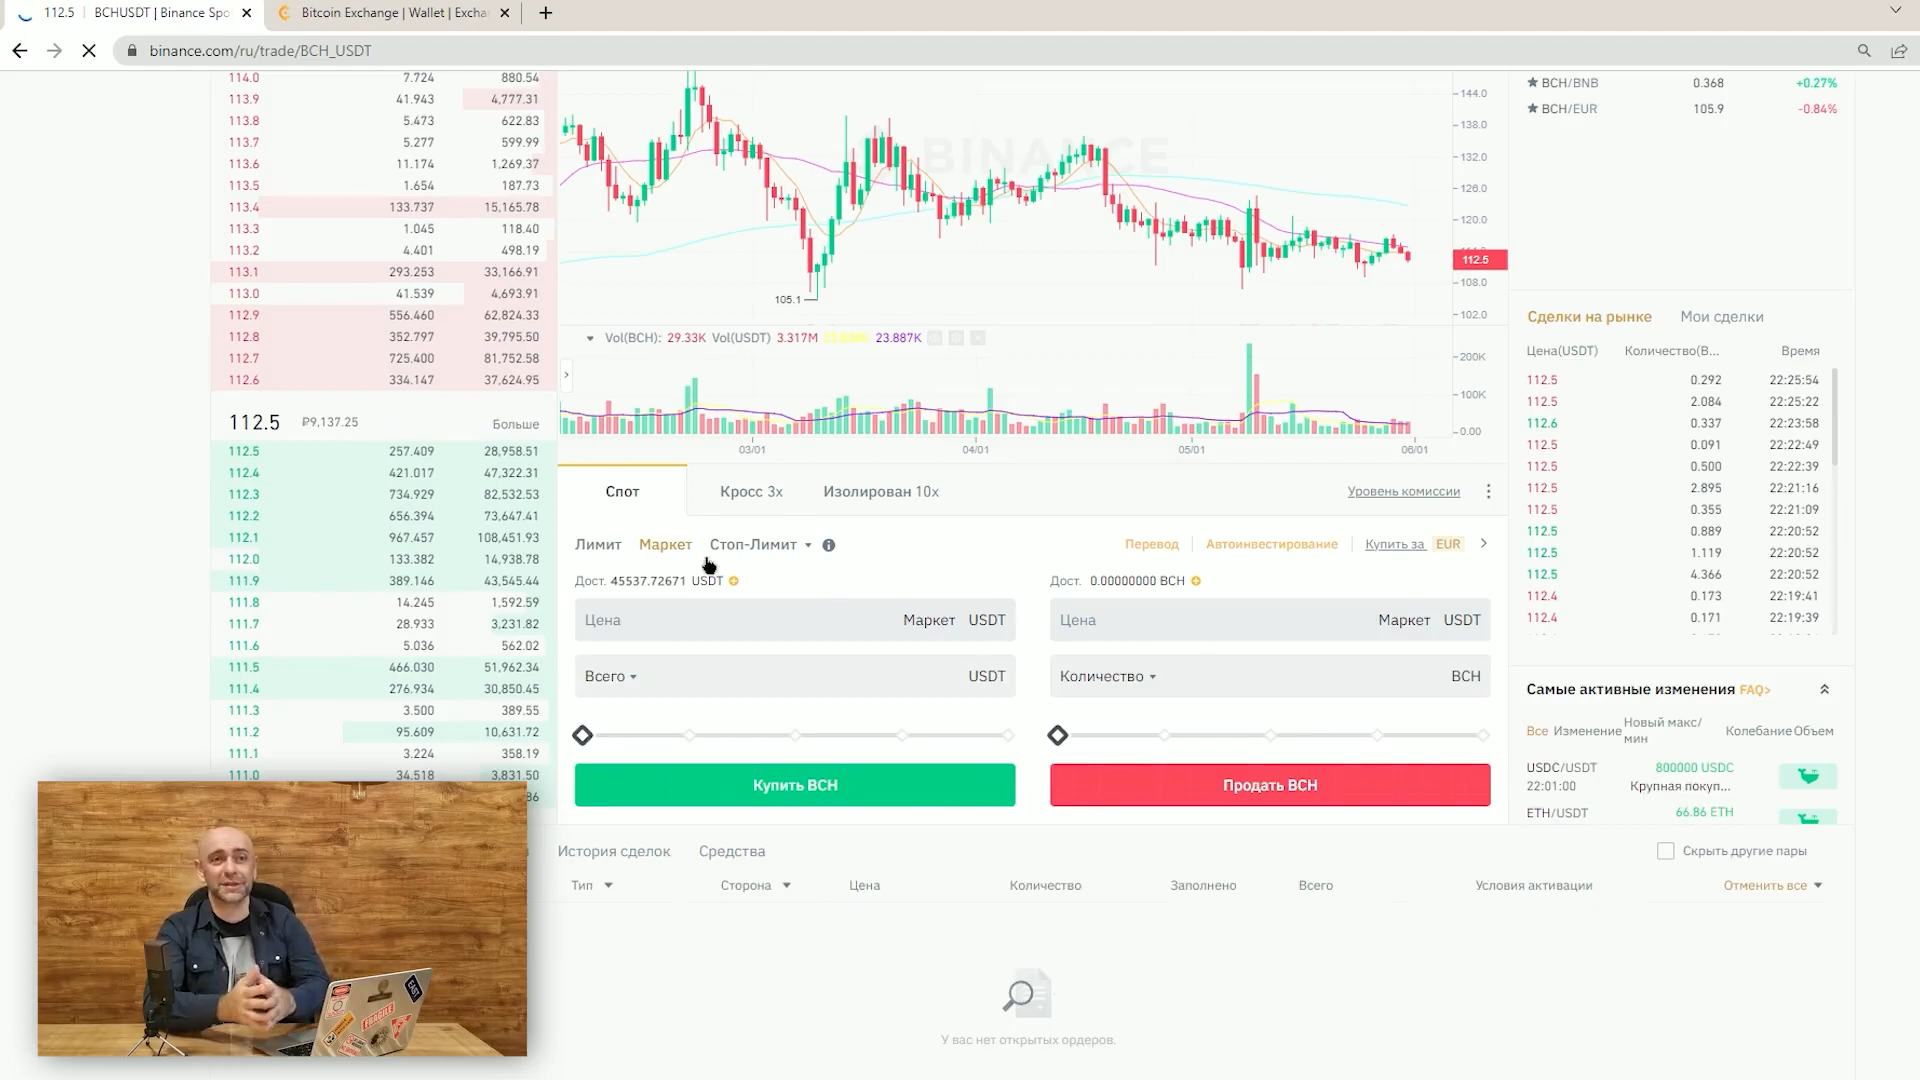 112.5 | BCHUSDT | Binance Spo
Bitcoin Exchange | Wallet | Excha
binance.com/ru/trade/BCH_USDT
114.0 7.724 880.54
113.9 41.943 4,777.31
113.8 5.473 622.83
113.7 5.277 599.99
113.6 11.174 1,269.37
113.5 1.654 187.73
113.4 133.737 15,165.78
113.3 1.045 118.40
113.2 4.401 498.19
113.1 293.253 33,166.91
113.0 41.539 4,693.91
112.9 556.460 62,824.33
112.8 352.797 39,795.50
112.7 725.400 81,752.58
112.6 334.147 37,624.95
112.5 ₽9,137.25 Больше
112.5 257.409 28,958.51
112.4 421.017 47,322.31
112.3 734.929 82,532.53
112.2 656.394 73,647.41
112.1 967.457 108,451.93
112.0 133.382 14,938.78
111.9 389.146 43,545.44
111.8 14.245 1,592.59
111.7 28.933 3,231.82
111.6 5.036 562.02
111.5 466.030 51,962.34
111.4 276.934 30,850.45
111.3 3.500 389.55
111.2 95.609 10,631.72
111.1 3.224 358.19
111.0 34.518 3,831.50
86
BINANCE
144.0
138.0
132.0
126.0
120.0
112.5
108.0
102.0
105.1
Vol(BCH): 29.33K Vol(USDT) 3.317M 23.887K
200K
100K
0.00
03/01 04/01 05/01 06/01
Спот Кросс 3x Изолирован 10x Уровень комиссии
Лимит Маркет Стоп-Лимит Перевод Автоинвестирование Купить за EUR
Дост. 45537.72671 USDT Дост. 0.00000000 BCH
Цена Маркет USDT Цена Маркет USDT
Всего USDT Количество BCH
Купить BCH Продать BCH
История сделок Средства Скрыть другие пары
Тип Сторона Цена Количество Заполнено Всего Условия активации Отменить все
У вас нет открытых ордеров.
BCH/BNB 0.368 +0.27%
BCH/EUR 105.9 -0.84%
Сделки на рынке Мои сделки
Цена(USDT) Количество(B... Время
112.5 0.292 22:25:54
112.5 2.084 22:25:22
112.6 0.337 22:23:58
112.5 0.091 22:22:49
112.5 0.500 22:22:39
112.5 2.895 22:21:16
112.5 0.355 22:21:09
112.5 0.889 22:20:52
112.5 1.119 22:20:52
112.5 4.366 22:20:52
112.4 0.173 22:19:41
112.4 0.171 22:19:39
Самые активные изменения FAQ>
Все Изменение Новый макс/мин Колебание Объем
USDC/USDT 800000 USDC
22:01:00 Крупная покуп...
ETH/USDT 66.86 ETH
FRAGILE
EAST